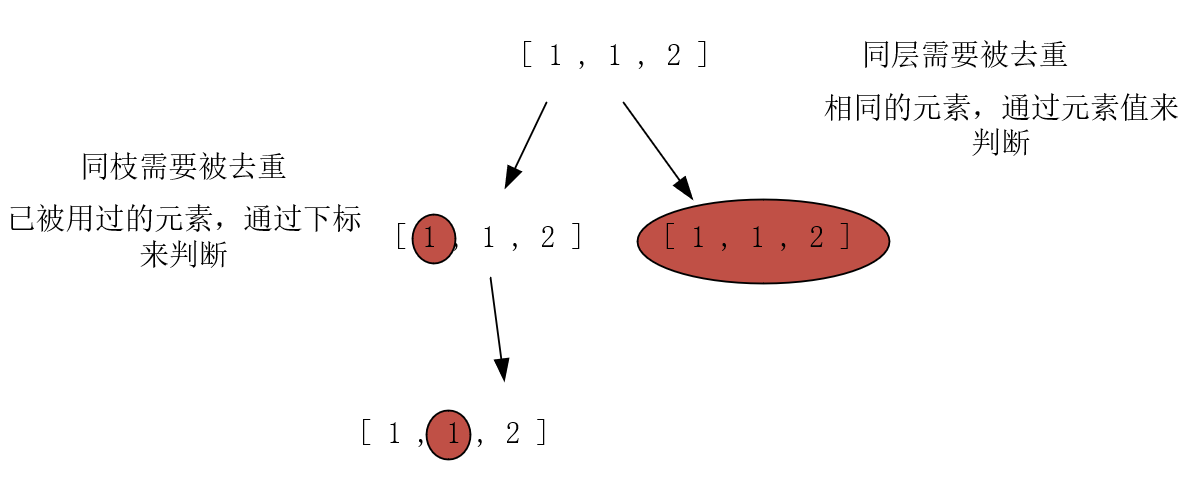 [ 1 , 1 , 2 ]
同层需要被去重
相同的元素，通过元素值来
判断
同枝需要被去重
已被用过的元素，通过下标
来判断
[ 1 , 1 , 2 ]
[ 1 , 1 , 2 ]
[ 1 , 1 , 2 ]